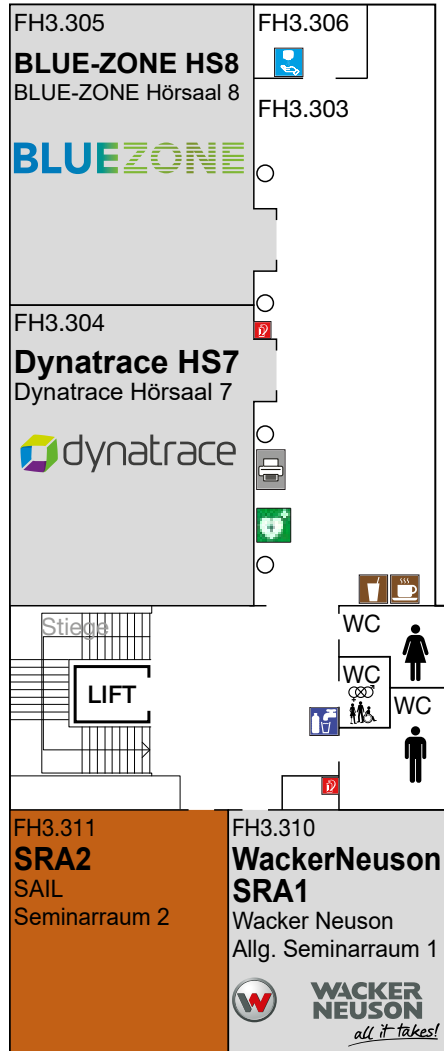 FH3.305
BLUE-ZONE HS8
BLUE-ZONE Hörsaal 8
BLUEZONE
FH3.306
FH3.303
FH3.304
Dynatrace HS7
Dynatrace Hörsaal 7
dynatrace
Stiege
LIFT
WC
WC
WC
FH3.311
SRA2
SAIL
Seminarraum 2
FH3.310
WackerNeuson
SRA1
Wacker Neuson
Allg. Seminarraum 1
WACKER
NEUSON
all it takes!